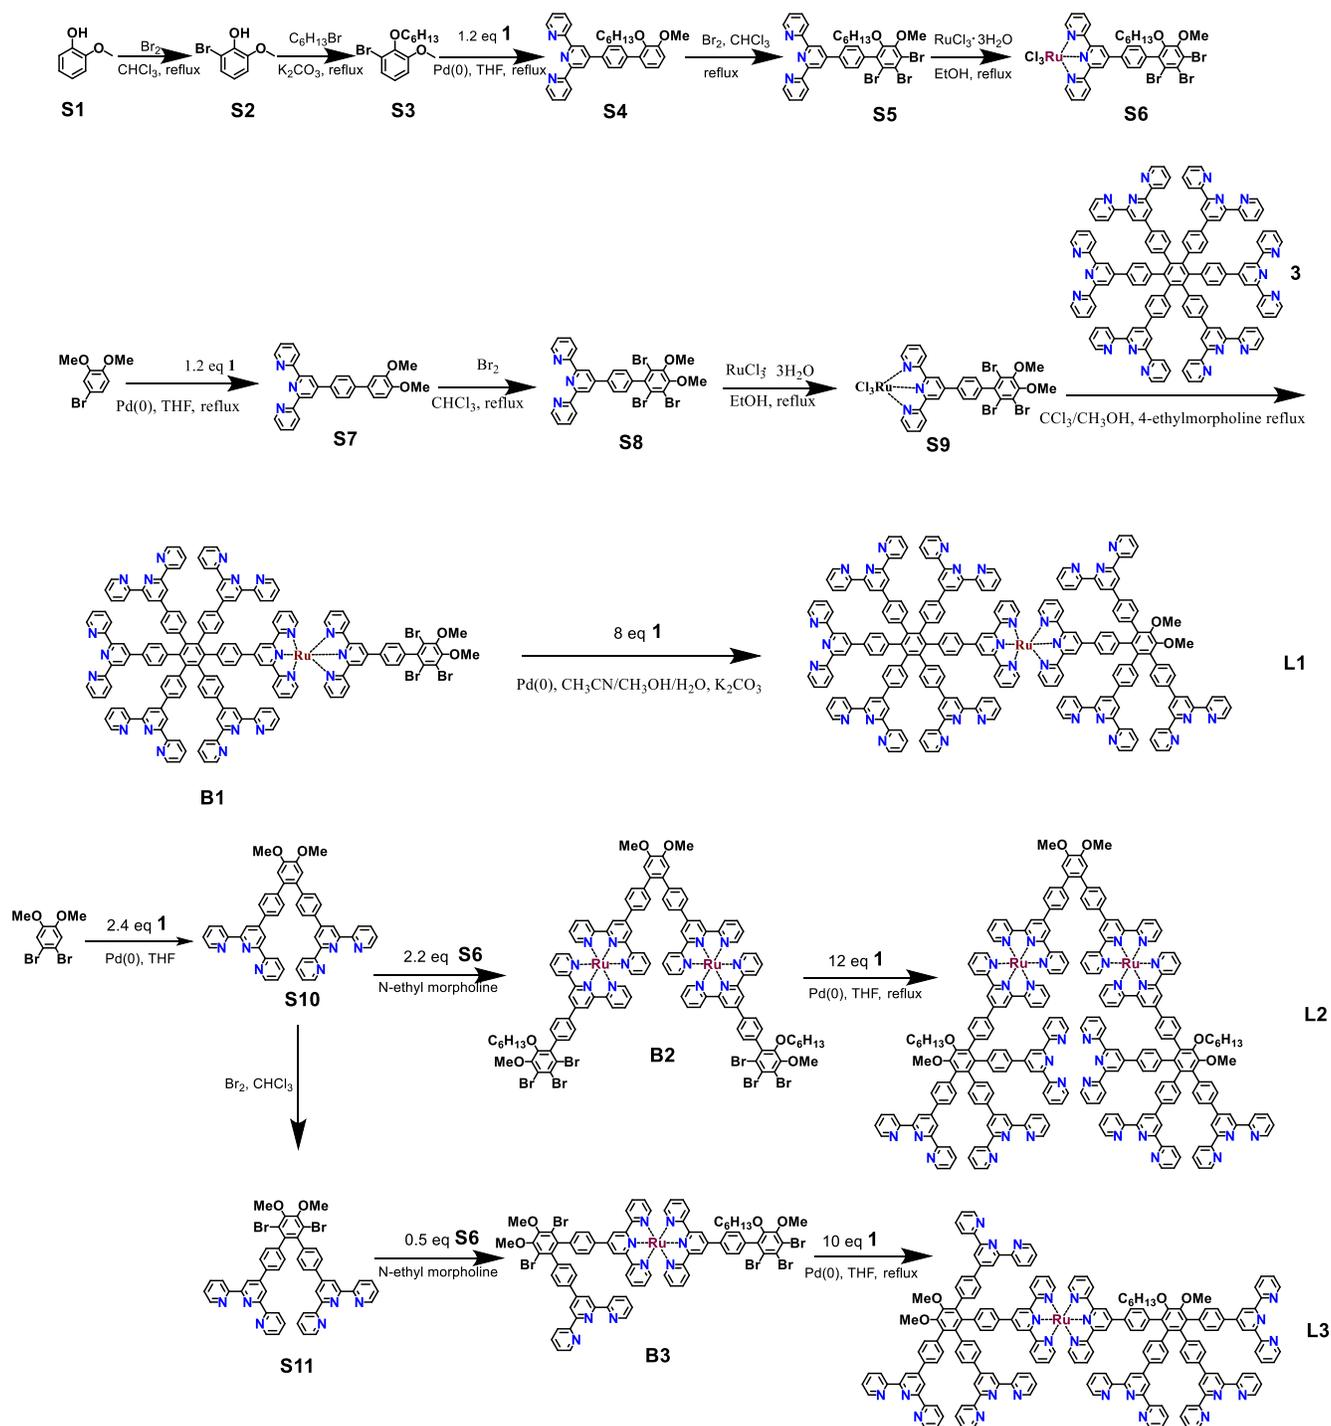 OH
O
S1
Br2
CHCl3, reflux
OH
Br
O
S2
C6H13Br
K2CO3, reflux
OC6H13
Br
O
S3
1.2 eq 1
Pd(0), THF, reflux
C6H13O OMe
N
N
N
S4
Br2, CHCl3
reflux
C6H13O OMe
N
N Br
N Br Br
S5
RuCl3· 3H2O
EtOH, reflux
C6H13O OMe
N
Cl3Ru N Br
N Br Br
S6
N N
N N N N
N N
N N
N N
N N
N N N N
N N
3
MeO OMe
Br
1.2 eq 1
Pd(0), THF, reflux
N
N OMe
N OMe
S7
Br2
CHCl3, reflux
N
Br OMe
N OMe
N Br Br
S8
RuCl3 3H2O
EtOH, reflux
N
Br OMe
Cl3Ru N OMe
N Br Br
S9
CCl3/CH3OH, 4-ethylmorpholine reflux
N N
N N N N
N N N Br OMe
N N Ru N OMe
N N N Br Br
N N N N
N N
B1
8 eq 1
Pd(0), CH3CN/CH3OH/H2O, K2CO3
N N N
N N N N N N
N N N OMe
N N Ru N OMe
N N N
N N N N N N N N
N N N N
L1
MeO OMe
Br Br
2.4 eq 1
Pd(0), THF
MeO OMe
N N N N
N N
S10
2.2 eq S6
N-ethyl morpholine
MeO OMe
N N N N
N Ru N N Ru N
N N N N
C6H13O OC6H13
MeO Br Br OMe
Br Br Br Br
B2
12 eq 1
Pd(0), THF, reflux
MeO OMe
N N N N
N Ru N N Ru N
N N N N
C6H13O N N OC6H13
MeO N N OMe
N N
N N N N N N N N
N N N N
L2
Br2, CHCl3
MeO OMe
Br Br
N N N N
N N
S11
0.5 eq S6
N-ethyl morpholine
MeO Br N N C6H13O OMe
MeO N Ru N Br
Br N N Br Br
N N
N
B3
10 eq 1
Pd(0), THF, reflux
N
N N
MeO N N C6H13O OMe N
MeO N Ru N N
N N N
N N N N N N N N
N N N N
L3